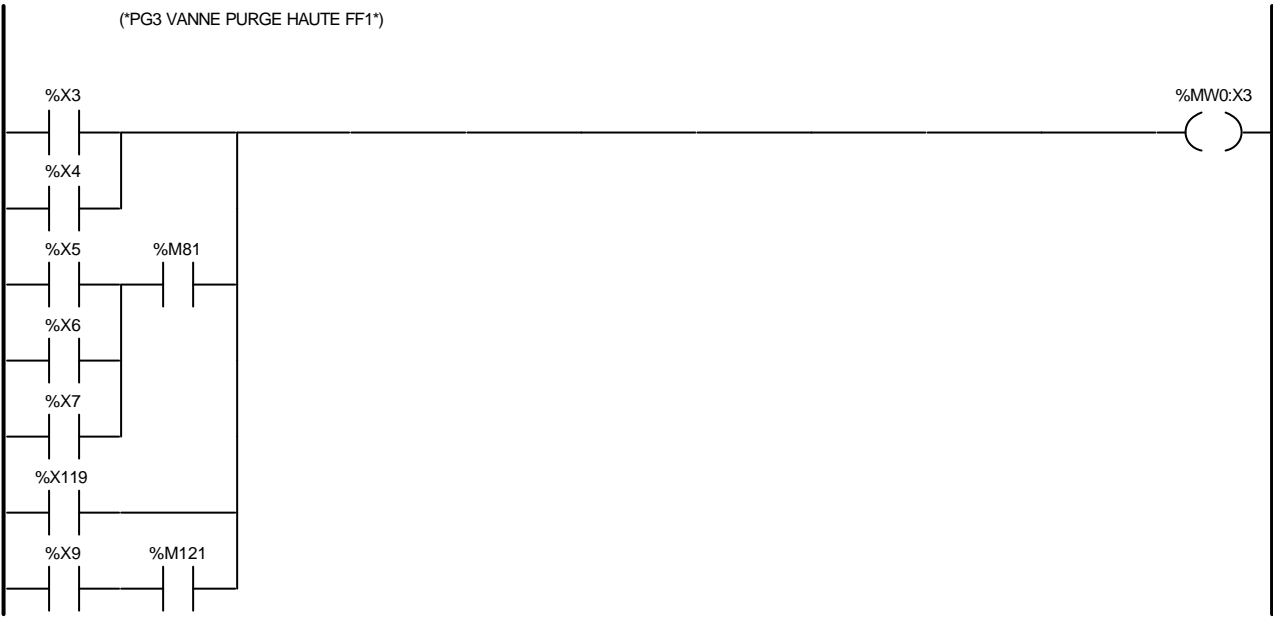 (*PG3 VANNE PURGE HAUTE FF1*)
%X3 %MW0:X3
%X4
%X5 %M81
%X6
%X7
%X119
%X9 %M121